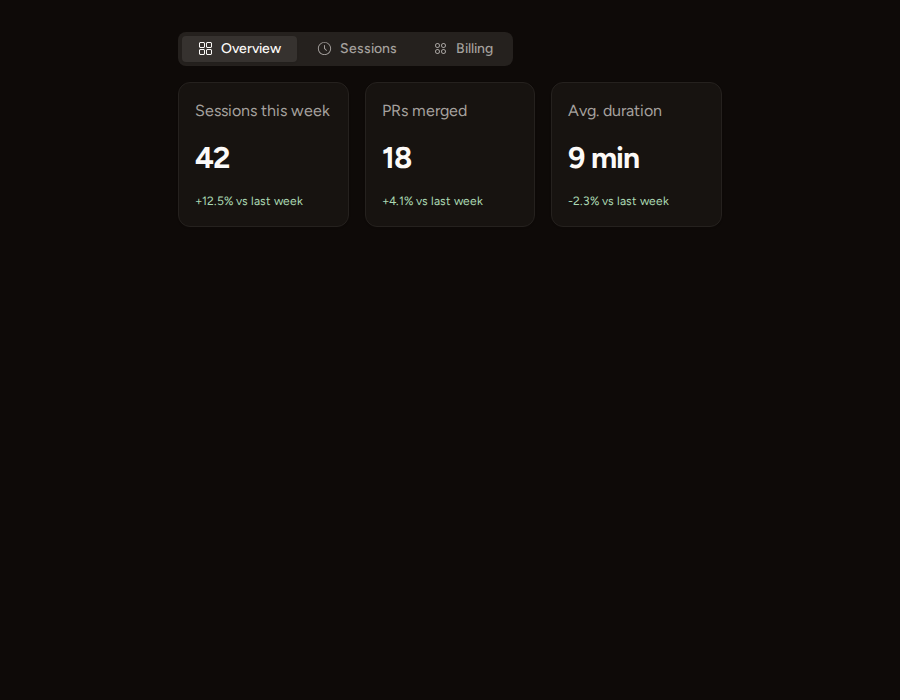 Overview Sessions Billing
Sessions this week
42
+12.5% vs last week
PRs merged
18
+4.1% vs last week
Avg. duration
9 min
-2.3% vs last week